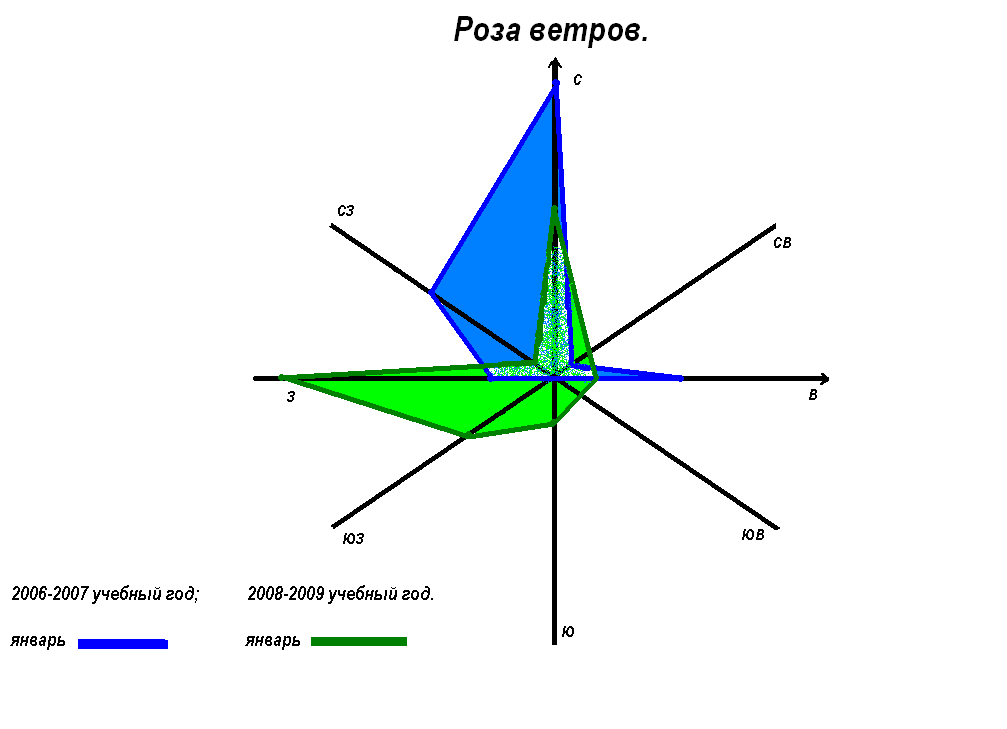 Роза ветров.
С
СЗ
СВ
З
В
ЮЗ
ЮВ
Ю
2006-2007 учебный год;
2008-2009 учебный год.
январь
январь